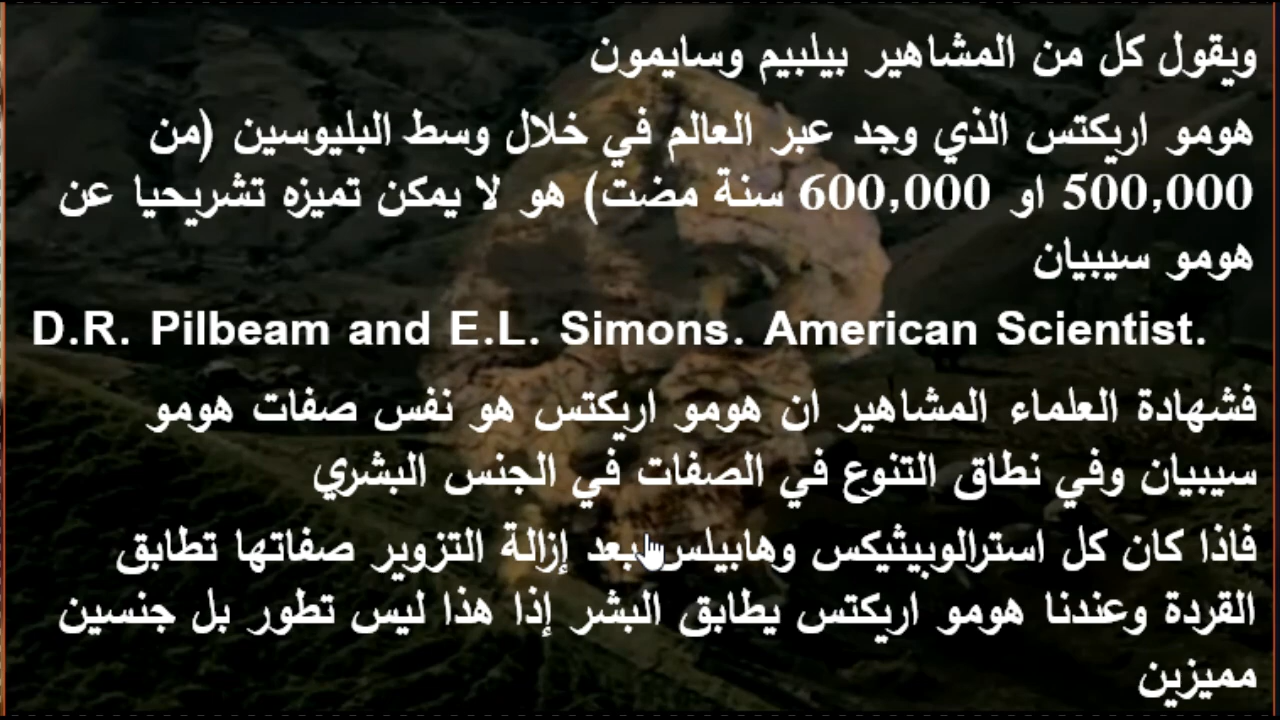 ويقول كل من المشاهير بيلبيم وسايمون
هومو اريكتس الذي وجد عبر العالم في خلال وسط البليوسين (من
500,000 او 600,000 سنة مضت) هو لا يمكن تميزه تشريحيا عن
هومو سيبيان
D.R. Pilbeam and E.L. Simons. American Scientist.
فشهادة العلماء المشاهير ان هومو اريكتس هو نفس صفات هومو
سيبيان وفي نطاق التنوع في الصفات في الجنس البشري
فاذا كان كل استرالوبيثيكس وهابيلس بعد إزالة التزوير صفاتها تطابق
القردة وعندنا هومو اريكتس يطابق البشر إذا هذا ليس تطور بل جنسين
مميزين